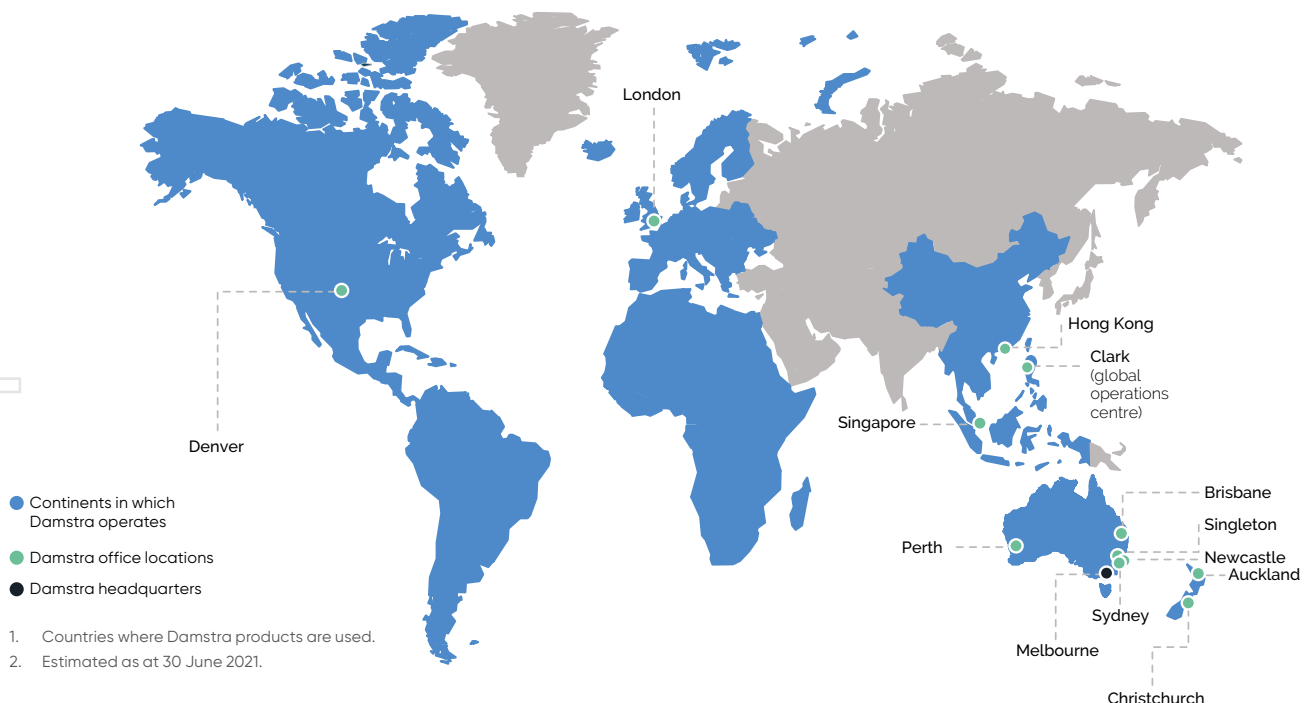 London
Hong Kong
Clark
(global
operations
centre)
Singapore
Denver
Continents in which
Damstra operates
Damstra office locations
Damstra headquarters
1. Countries where Damstra products are used.
2. Estimated as at 30 June 2021.
Brisbane
Singleton
Perth
Newcastle
Auckland
Sydney
Melbourne
Christchurch